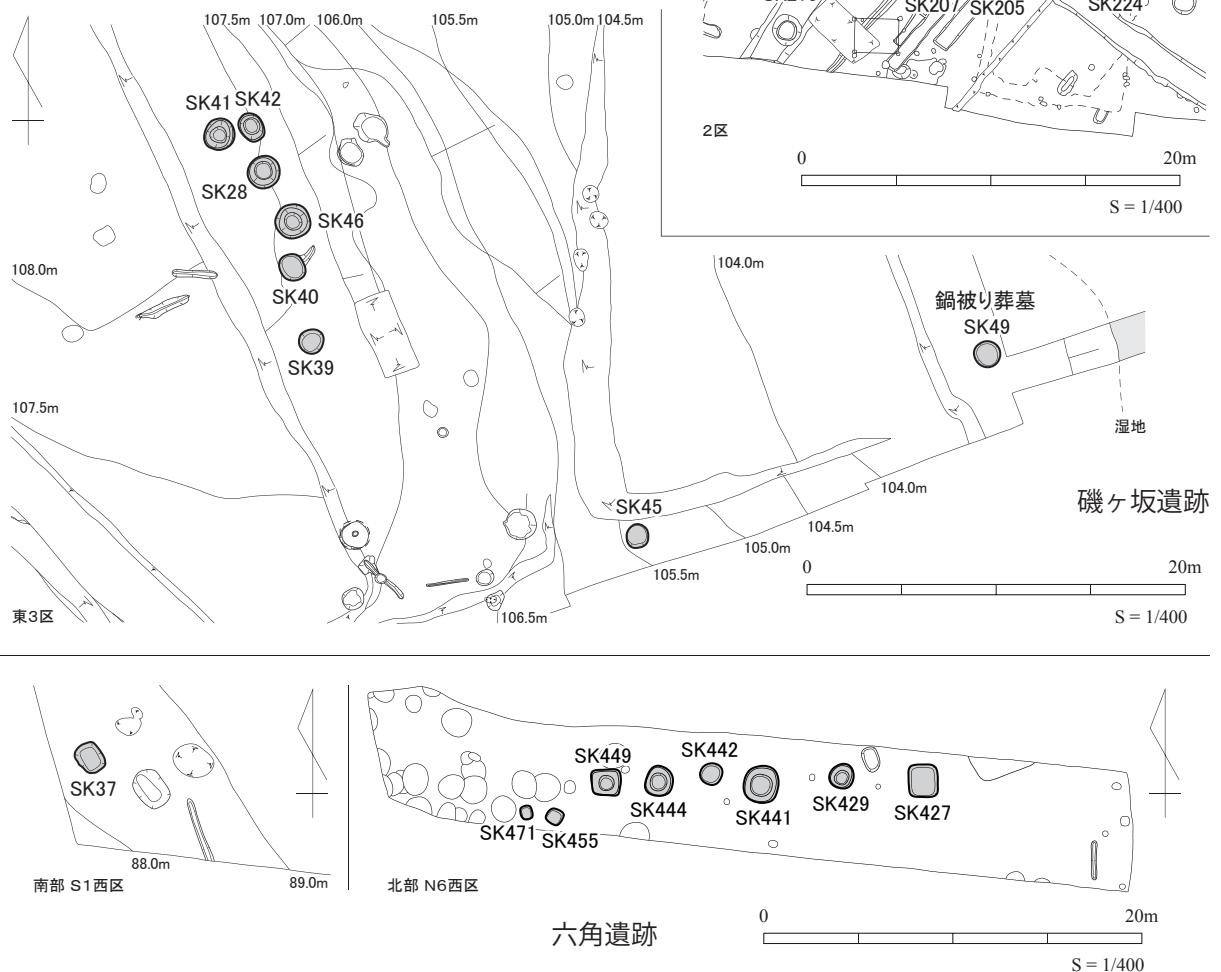 107.5m 107.0m 106.0m 105.5m 105.0m 104.5m
SK207 SK205 SK224
2区
0 20m
S = 1/400
SK41 SK42
SK28
SK46
SK40
SK39
108.0m
107.5m
104.0m
鍋被り葬墓
SK49
湿地
SK45
104.0m
104.5m
105.0m
105.5m
106.5m
磯ヶ坂遺跡
0 20m
S = 1/400
東3区
SK37
88.0m
89.0m
南部 S1西区
SK449 SK442
SK444 SK441 SK429 SK427
SK471 SK455
北部 N6西区
六角遺跡
0 20m
S = 1/400